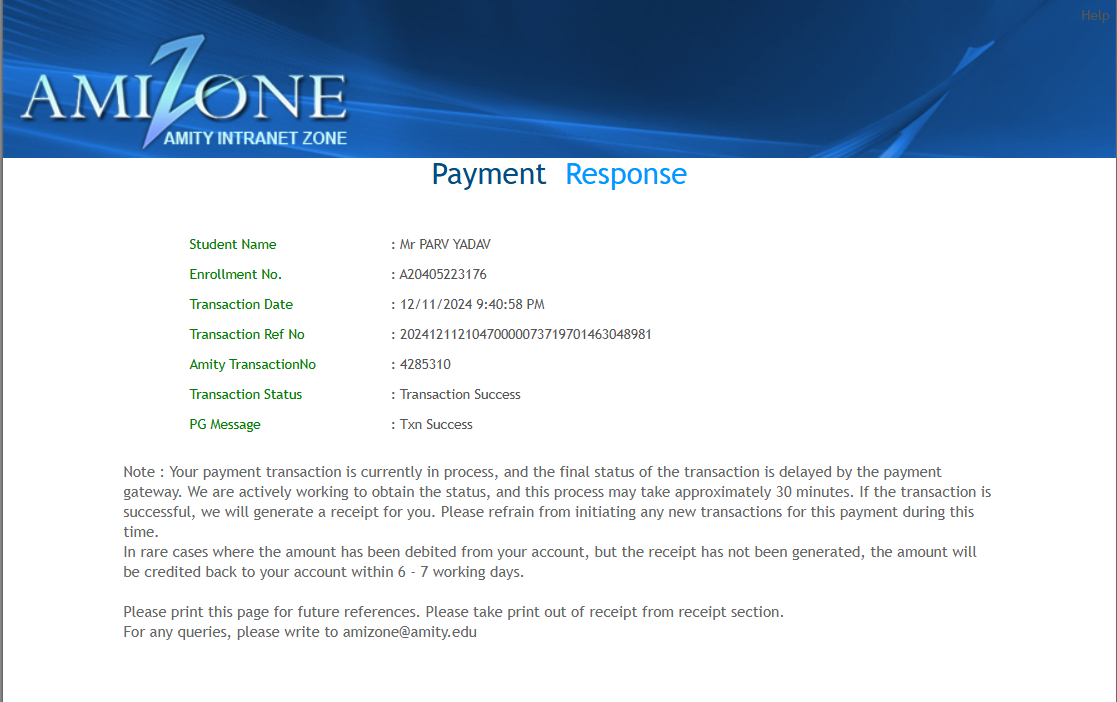 Help
AMIZONE
AMITY INTRANET ZONE
Payment Response
Student Name : Mr PARV YADAV
Enrollment No. : A20405223176
Transaction Date : 12/11/2024 9:40:58 PM
Transaction Ref No : 20241211210470000073719701463048981
Amity TransactionNo : 4285310
Transaction Status : Transaction Success
PG Message : Txn Success
Note : Your payment transaction is currently in process, and the final status of the transaction is delayed by the payment
gateway. We are actively working to obtain the status, and this process may take approximately 30 minutes. If the transaction is
successful, we will generate a receipt for you. Please refrain from initiating any new transactions for this payment during this
time.
In rare cases where the amount has been debited from your account, but the receipt has not been generated, the amount will
be credited back to your account within 6 - 7 working days.
Please print this page for future references. Please take print out of receipt from receipt section.
For any queries, please write to amizone@amity.edu